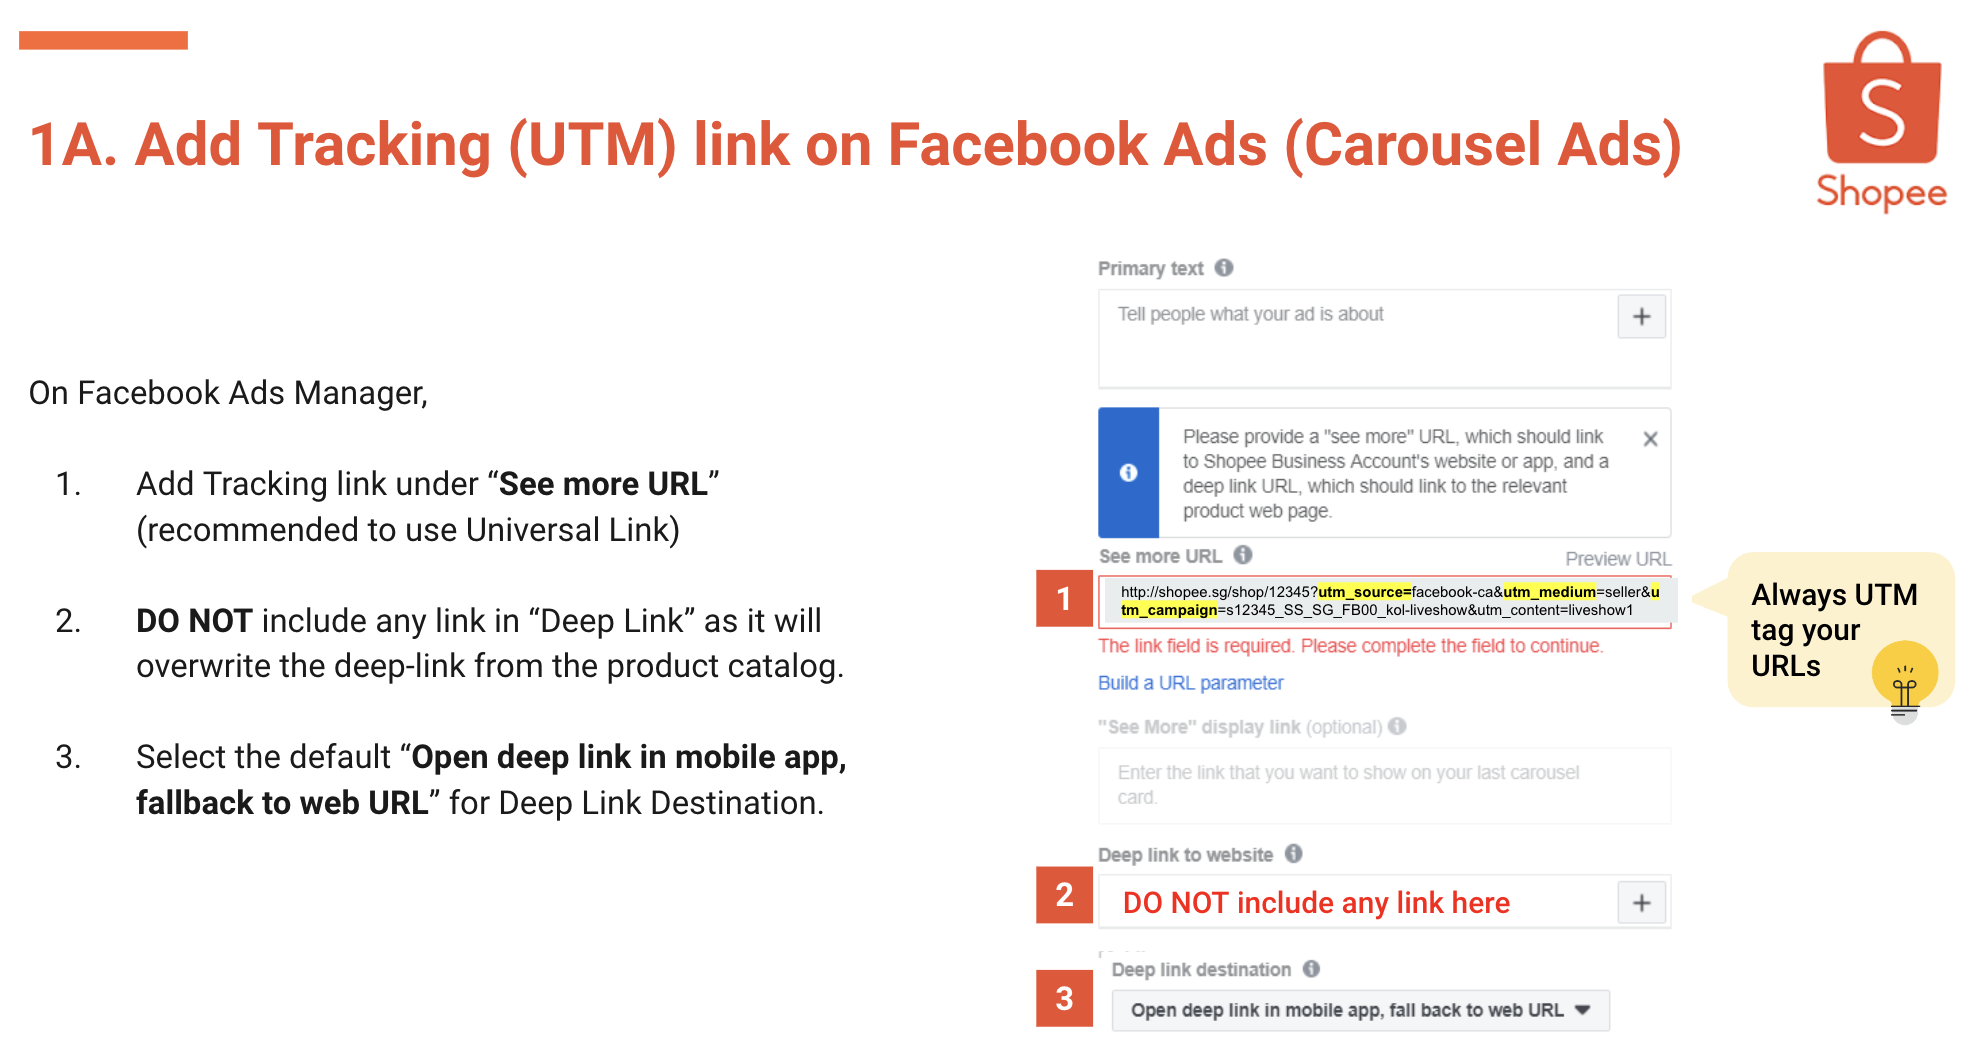 1A. Add Tracking (UTM) link on Facebook Ads (Carousel Ads)
S
Shopee
On Facebook Ads Manager,
1. Add Tracking link under “See more URL”
(recommended to use Universal Link)
2. DO NOT include any link in “Deep Link” as it will
overwrite the deep-link from the product catalog.
3. Select the default “Open deep link in mobile app,
fallback to web URL” for Deep Link Destination.
Primary text
Tell people what your ad is about
Please provide a "see more" URL, which should link
to Shopee Business Account's website or app, and a
deep link URL, which should link to the relevant
product web page.
See more URL
Preview URL
1
http://shopee.sg/shop/12345?utm_source=facebook-ca&utm_medium=seller&u
tm_campaign=s12345_SS_SG_FB00_kol-liveshow&utm_content=liveshow1
The link field is required. Please complete the field to continue.
Build a URL parameter
"See More" display link (optional)
Enter the link that you want to show on your last carousel
card.
Deep link to website
2
DO NOT include any link here
Deep link destination
3
Open deep link in mobile app, fall back to web URL
Always UTM
tag your
URLs